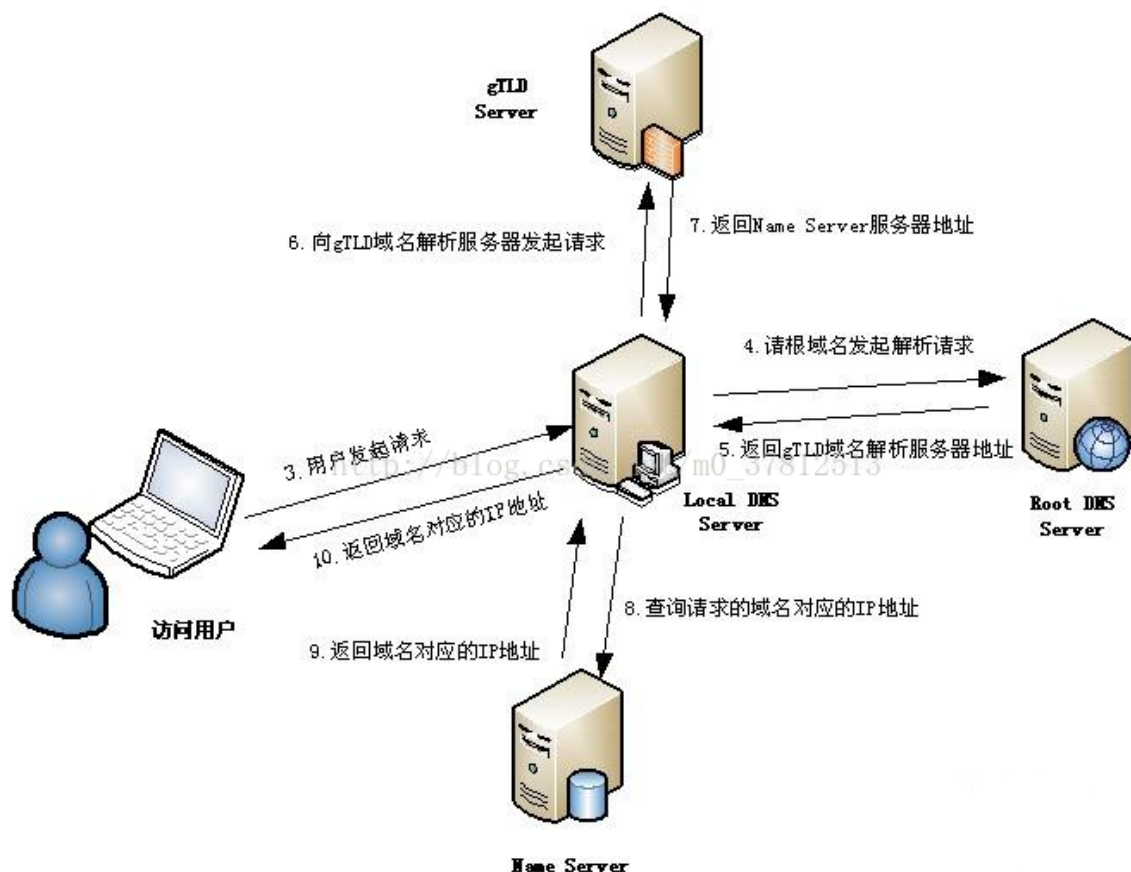 gTLD
Server
6.向gTLD域名解析服务器发起请求
7.返回Name Server服务器地址
4.请根域名发起解析请求
5.返回gTLD域名解析服务器地址
3.用户发起请求
10.返回域名对应的IP地址
Local DNS
Server
Root DNS
Server
访问用户
8.查询请求的域名对应的IP地址
9.返回域名对应的IP地址
Name Server